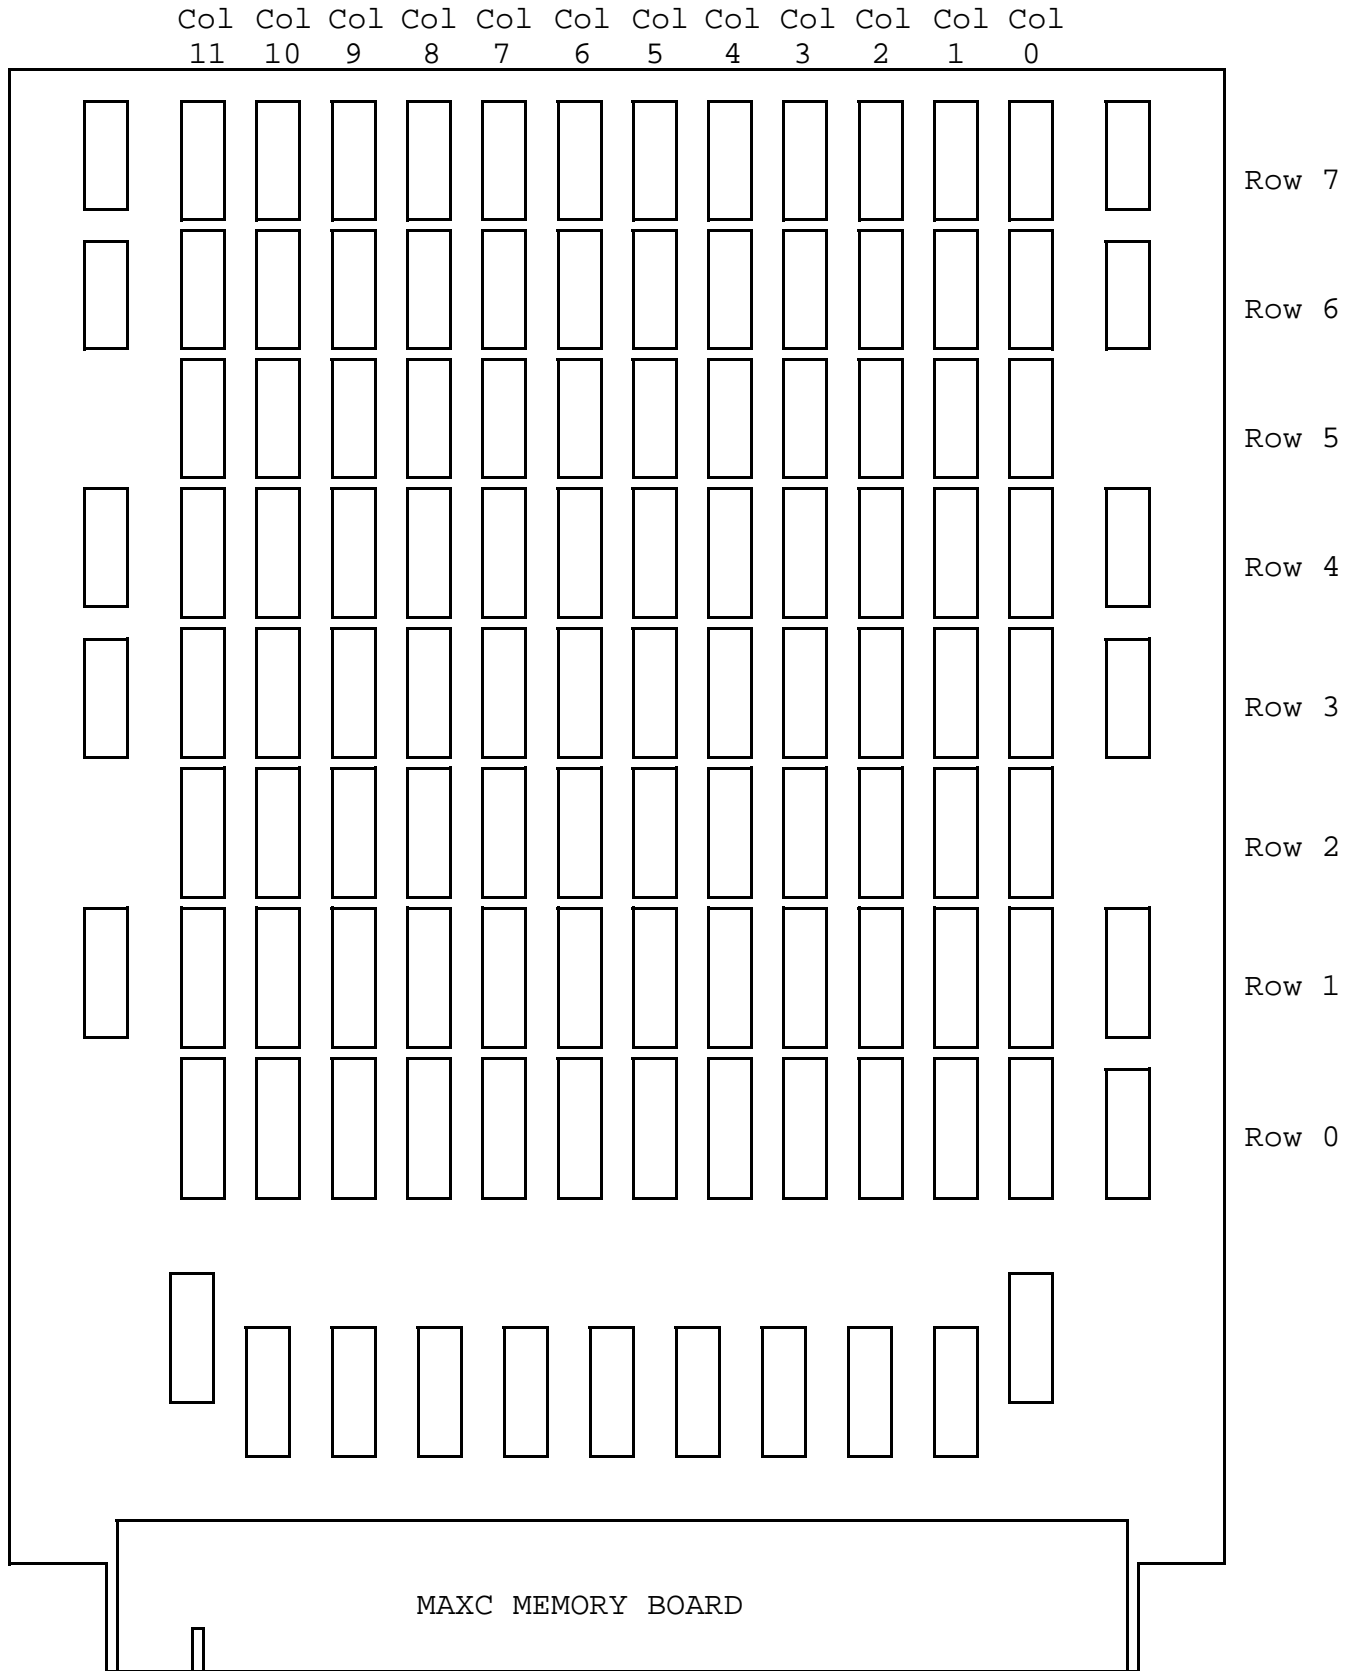 Col Col Col Col Col Col Col Col Col Col Col Col
11 10 9 8 7 6 5 4 3 2 1 0
Row 7
Row 6
Row 5
Row 4
Row 3
Row 2
Row 1
Row 0
MAXC MEMORY BOARD